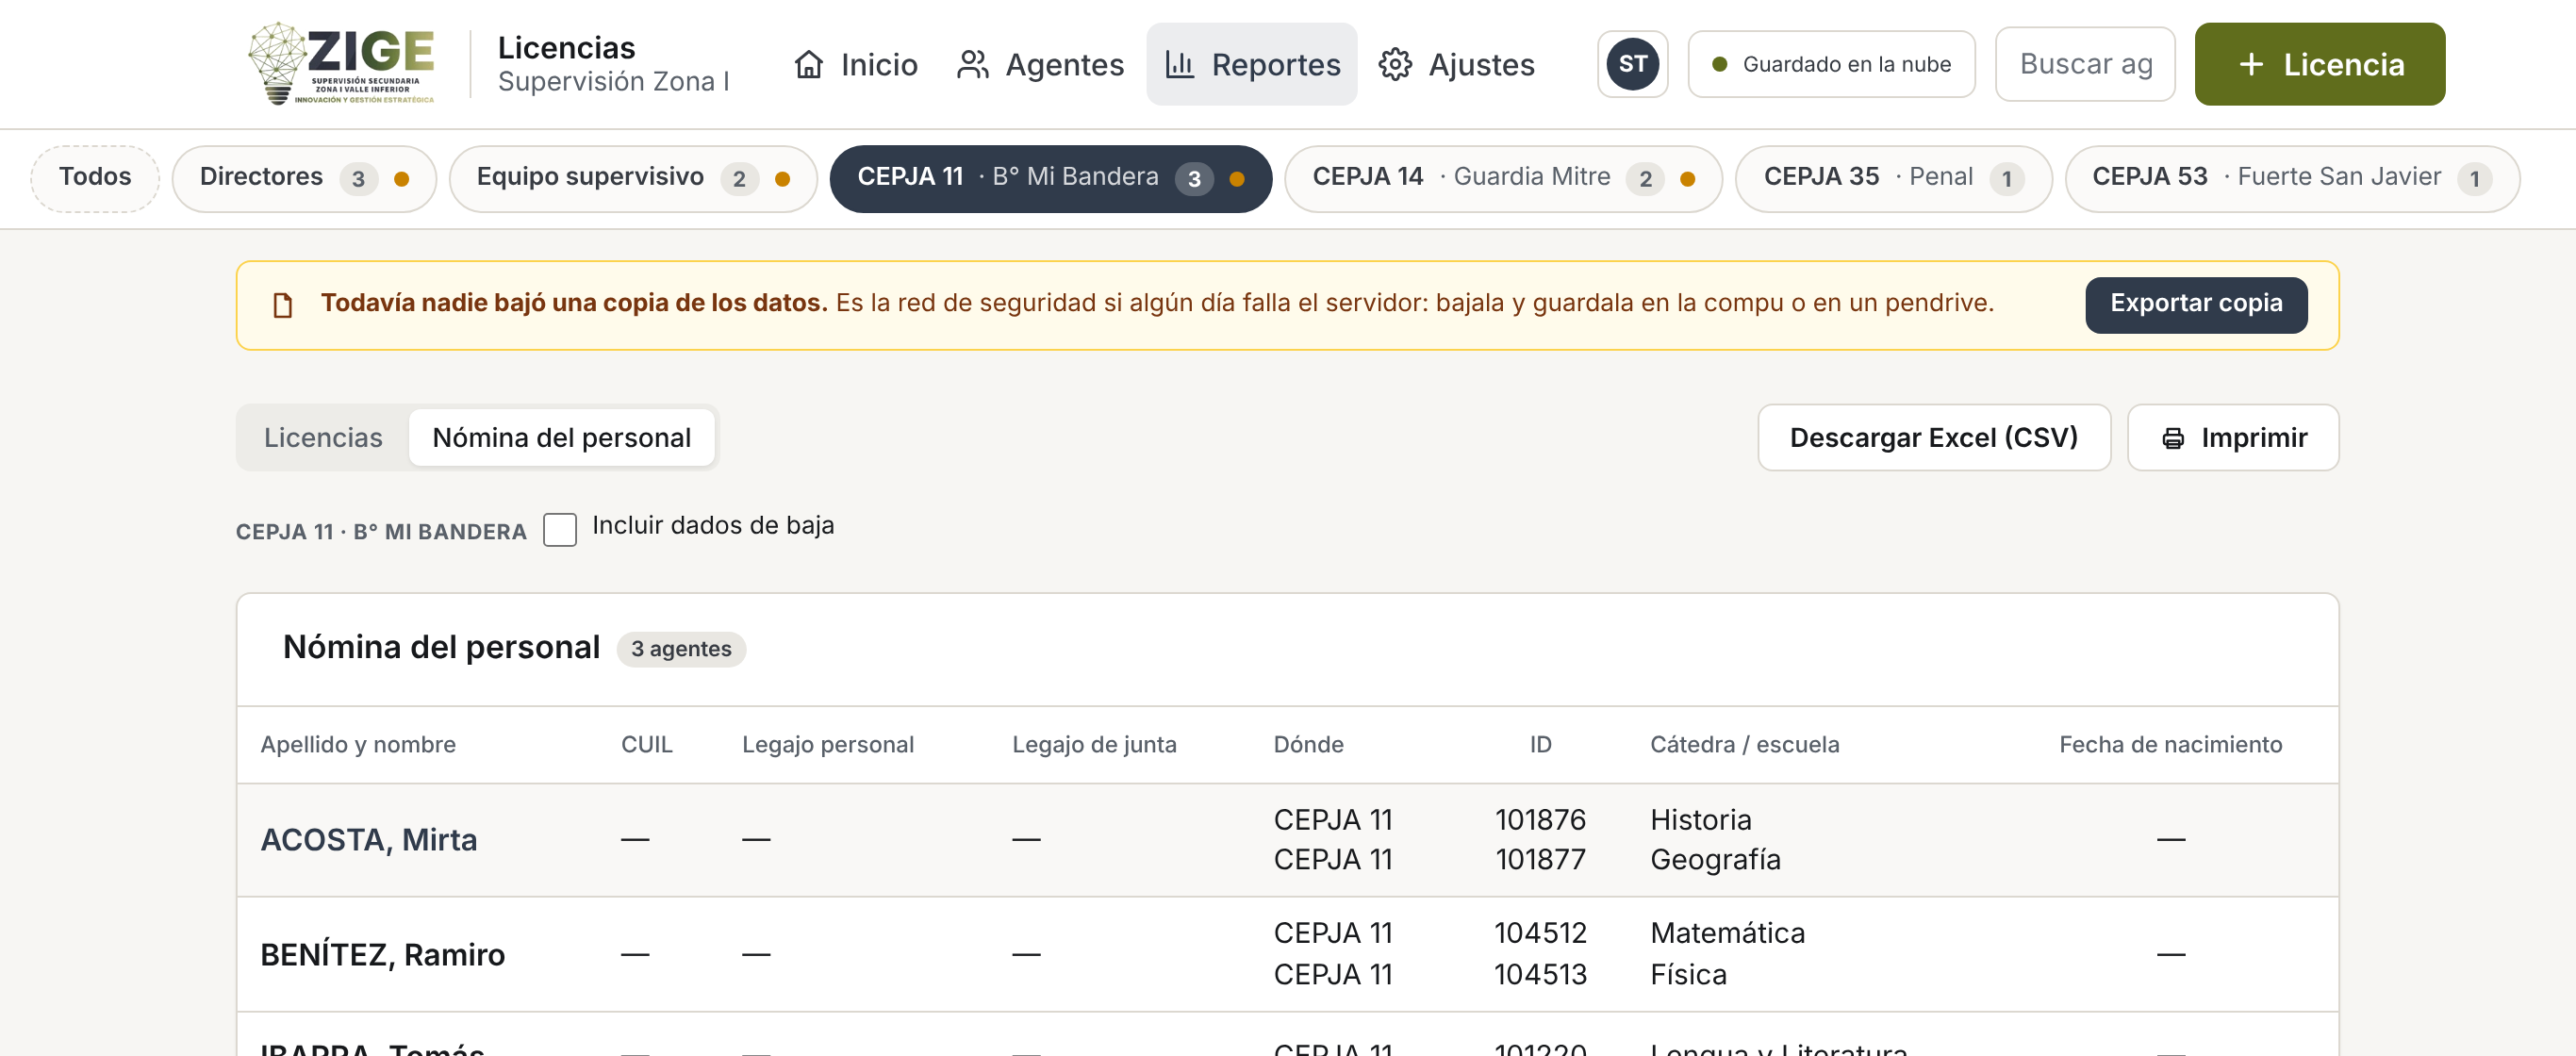 ZIGE
SUPERVISIÓN SECUNDARIA
ZONA I VALLE INFERIOR
INNOVACIÓN Y GESTIÓN ESTRATÉGICA
Licencias
Supervisión Zona I
Inicio
Agentes
Reportes
Ajustes
ST
Guardado en la nube
Buscar ag
+ Licencia
Todos
Directores 3
Equipo supervisivo 2
CEPJA 11 · B° Mi Bandera 3
CEPJA 14 · Guardia Mitre 2
CEPJA 35 · Penal 1
CEPJA 53 · Fuerte San Javier 1
Todavía nadie bajó una copia de los datos. Es la red de seguridad si algún día falla el servidor: bajala y guardala en la compu o en un pendrive.
Exportar copia
Licencias
Nómina del personal
Descargar Excel (CSV)
Imprimir
CEPJA 11 · B° MI BANDERA
Incluir dados de baja
Nómina del personal 3 agentes
Apellido y nombre CUIL Legajo personal Legajo de junta Dónde ID Cátedra / escuela Fecha de nacimiento
ACOSTA, Mirta — — — CEPJA 11 101876 Historia —
CEPJA 11 101877 Geografía
BENÍTEZ, Ramiro — — — CEPJA 11 104512 Matemática —
CEPJA 11 104513 Física
IBARRA, Tomás — — — CEPJA 11 101220 Lengua y Literatura —